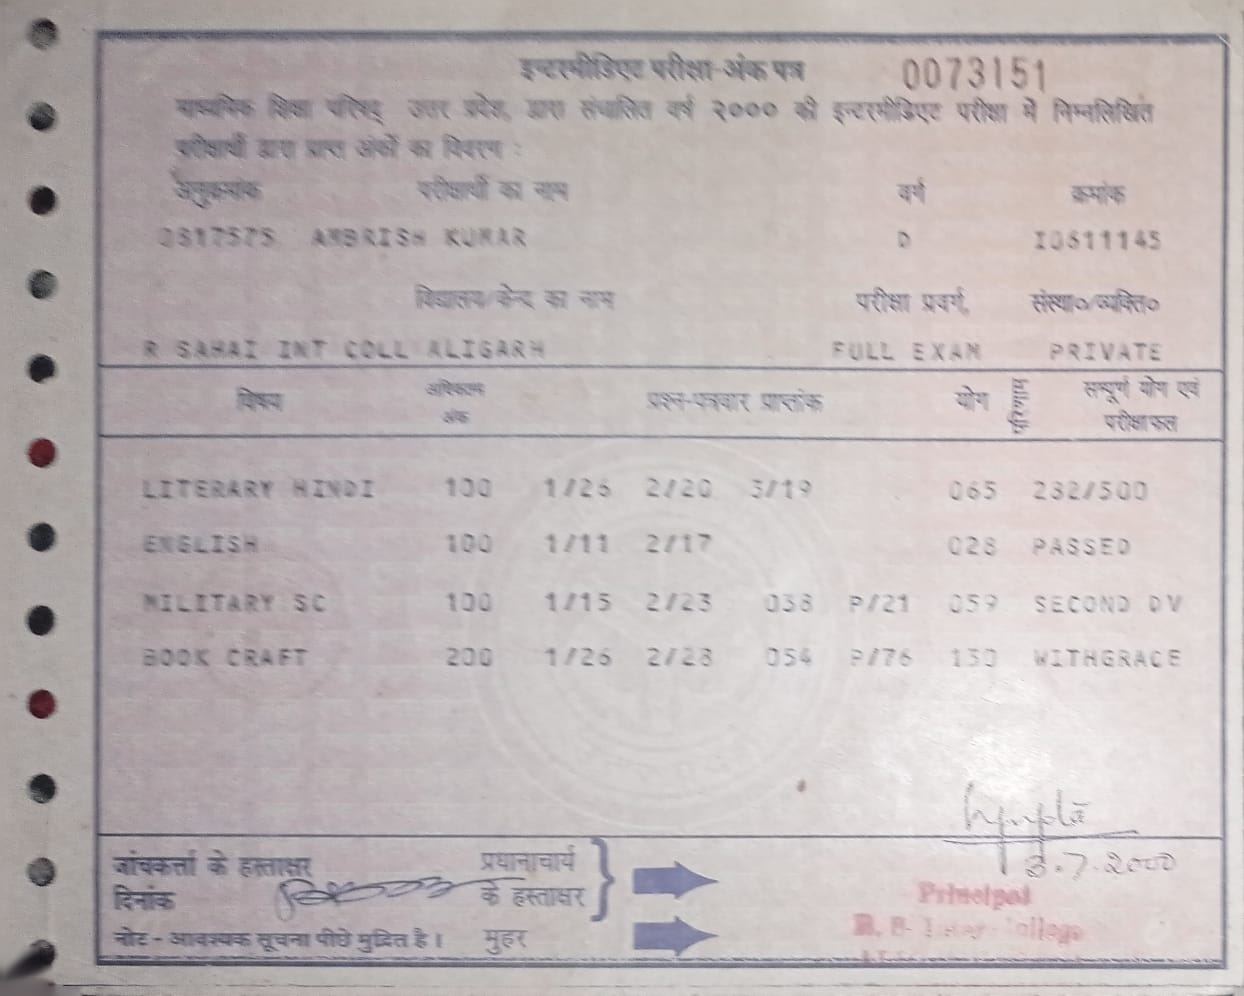 इन्टरमीडिएट परीक्षा-अंक पत्र 0073151
माध्यमिक शिक्षा परिषद् उत्तर प्रदेश, द्वारा संचालित वर्ष २००० की इन्टरमीडिएट परीक्षा में निम्नलिखित
परीक्षार्थी द्वारा प्राप्त अंकों का विवरण :
अनुक्रमांक परीक्षार्थी का नाम वर्ग क्रमांक
0617575 AMBRISH KUMAR D I0611145
विद्यालय/केन्द्र का नाम परीक्षा प्रवर्ग, संस्था०/व्यक्ति०
R SAHAI INT COLL ALIGARH FULL EXAM PRIVATE
विषय अधिकतम अंक प्रश्न-पत्रवार प्राप्तांक योग परिणाम सम्पूर्ण योग एवं परीक्षाफल
LITERARY HINDI 100 1/26 2/20 3/19 065 232/500
ENGLISH 100 1/11 2/17 028 PASSED
MILITARY SC 100 1/15 2/23 038 P/21 059 SECOND DV
BOOK CRAFT 200 1/26 2/28 054 P/76 130 WITHGRACE
जांचकर्त्ता के हस्ताक्षर प्रधानाचार्य
3.7.2000
दिनांक के हस्ताक्षर
Principal
नोट - आवश्यक सूचना पीछे मुद्रित है। मुहर
College